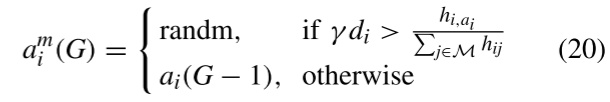 a_i^m(G) = { randm, if γd_i > h_{i,a_i} / ∑_{j∈ℳ} h_{ij}
a_i(G − 1), otherwise (20)